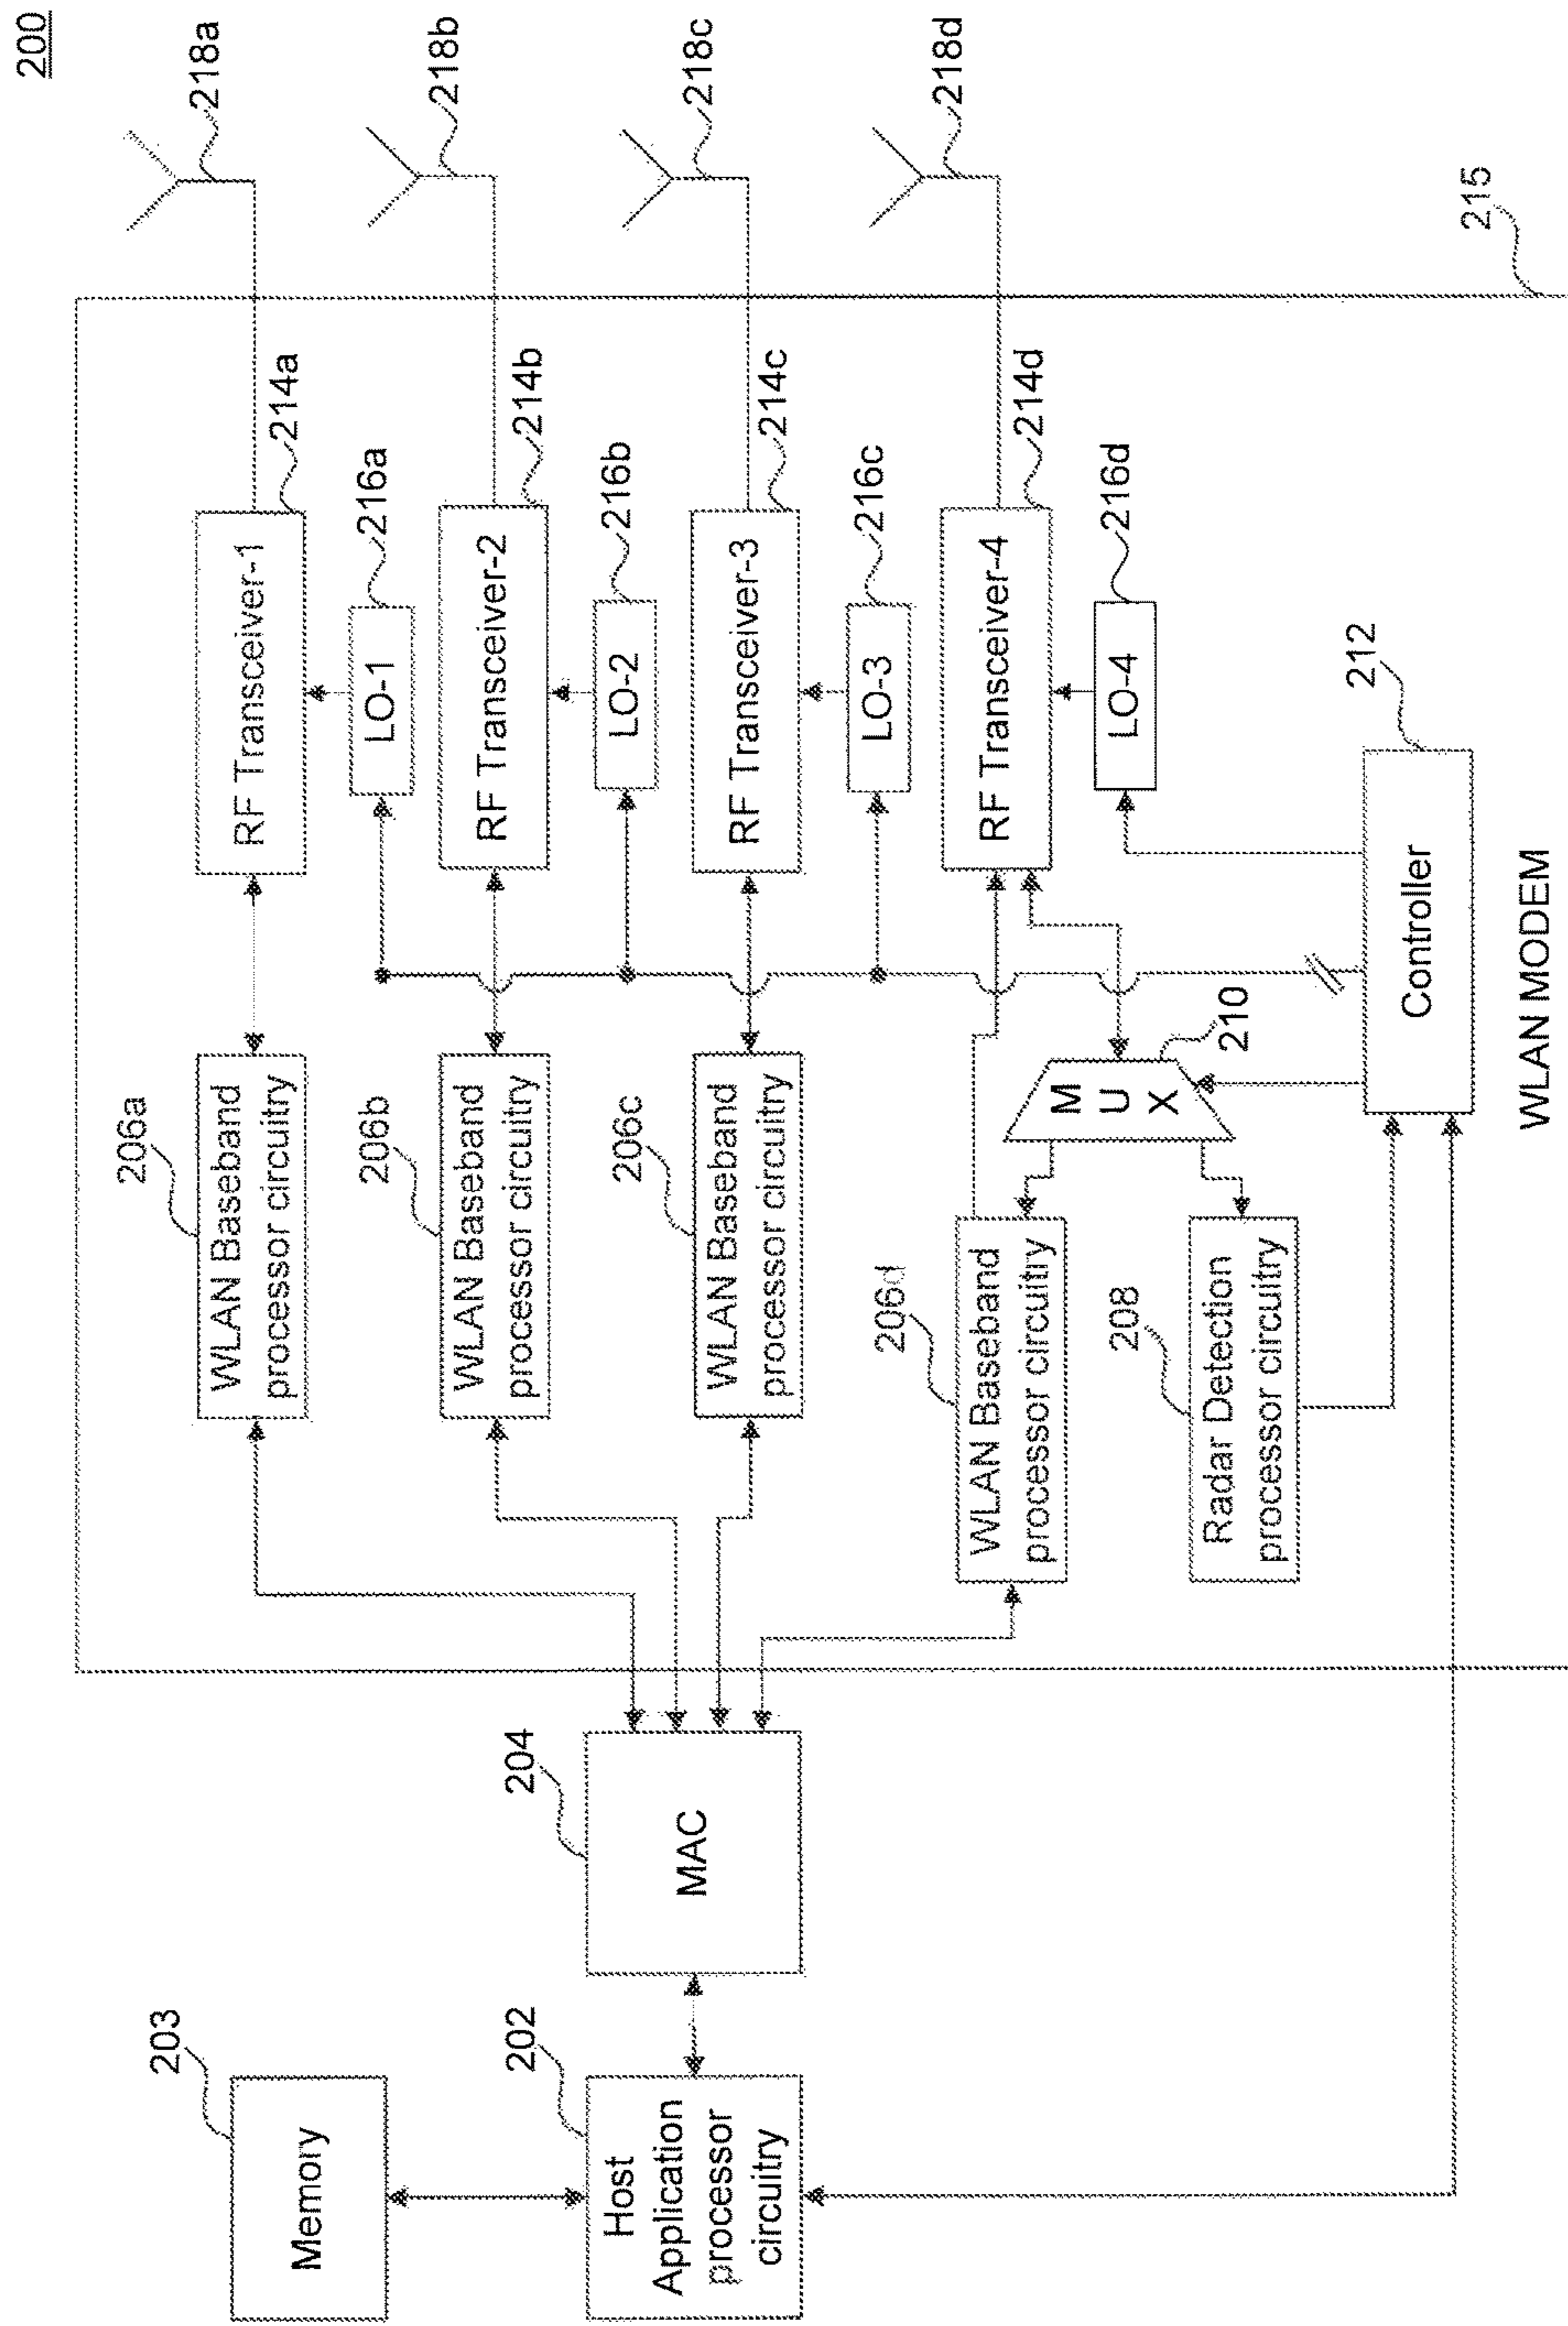 200
203
Memory
202
Host
Application
processor
circuitry
204
MAC
206a
WLAN Baseband
processor circuitry
206b
WLAN Baseband
processor circuitry
206c
WLAN Baseband
processor circuitry
206d
WLAN Baseband
processor circuitry
208
Radar Detection
processor circuitry
M
U
X
210
RF Transceiver-1
214a
LO-1
216a
RF Transceiver-2
214b
LO-2
216b
RF Transceiver-3
214c
LO-3
216c
RF Transceiver-4
214d
LO-4
216d
212
Controller
218a
218b
218c
218d
215
WLAN MODEM